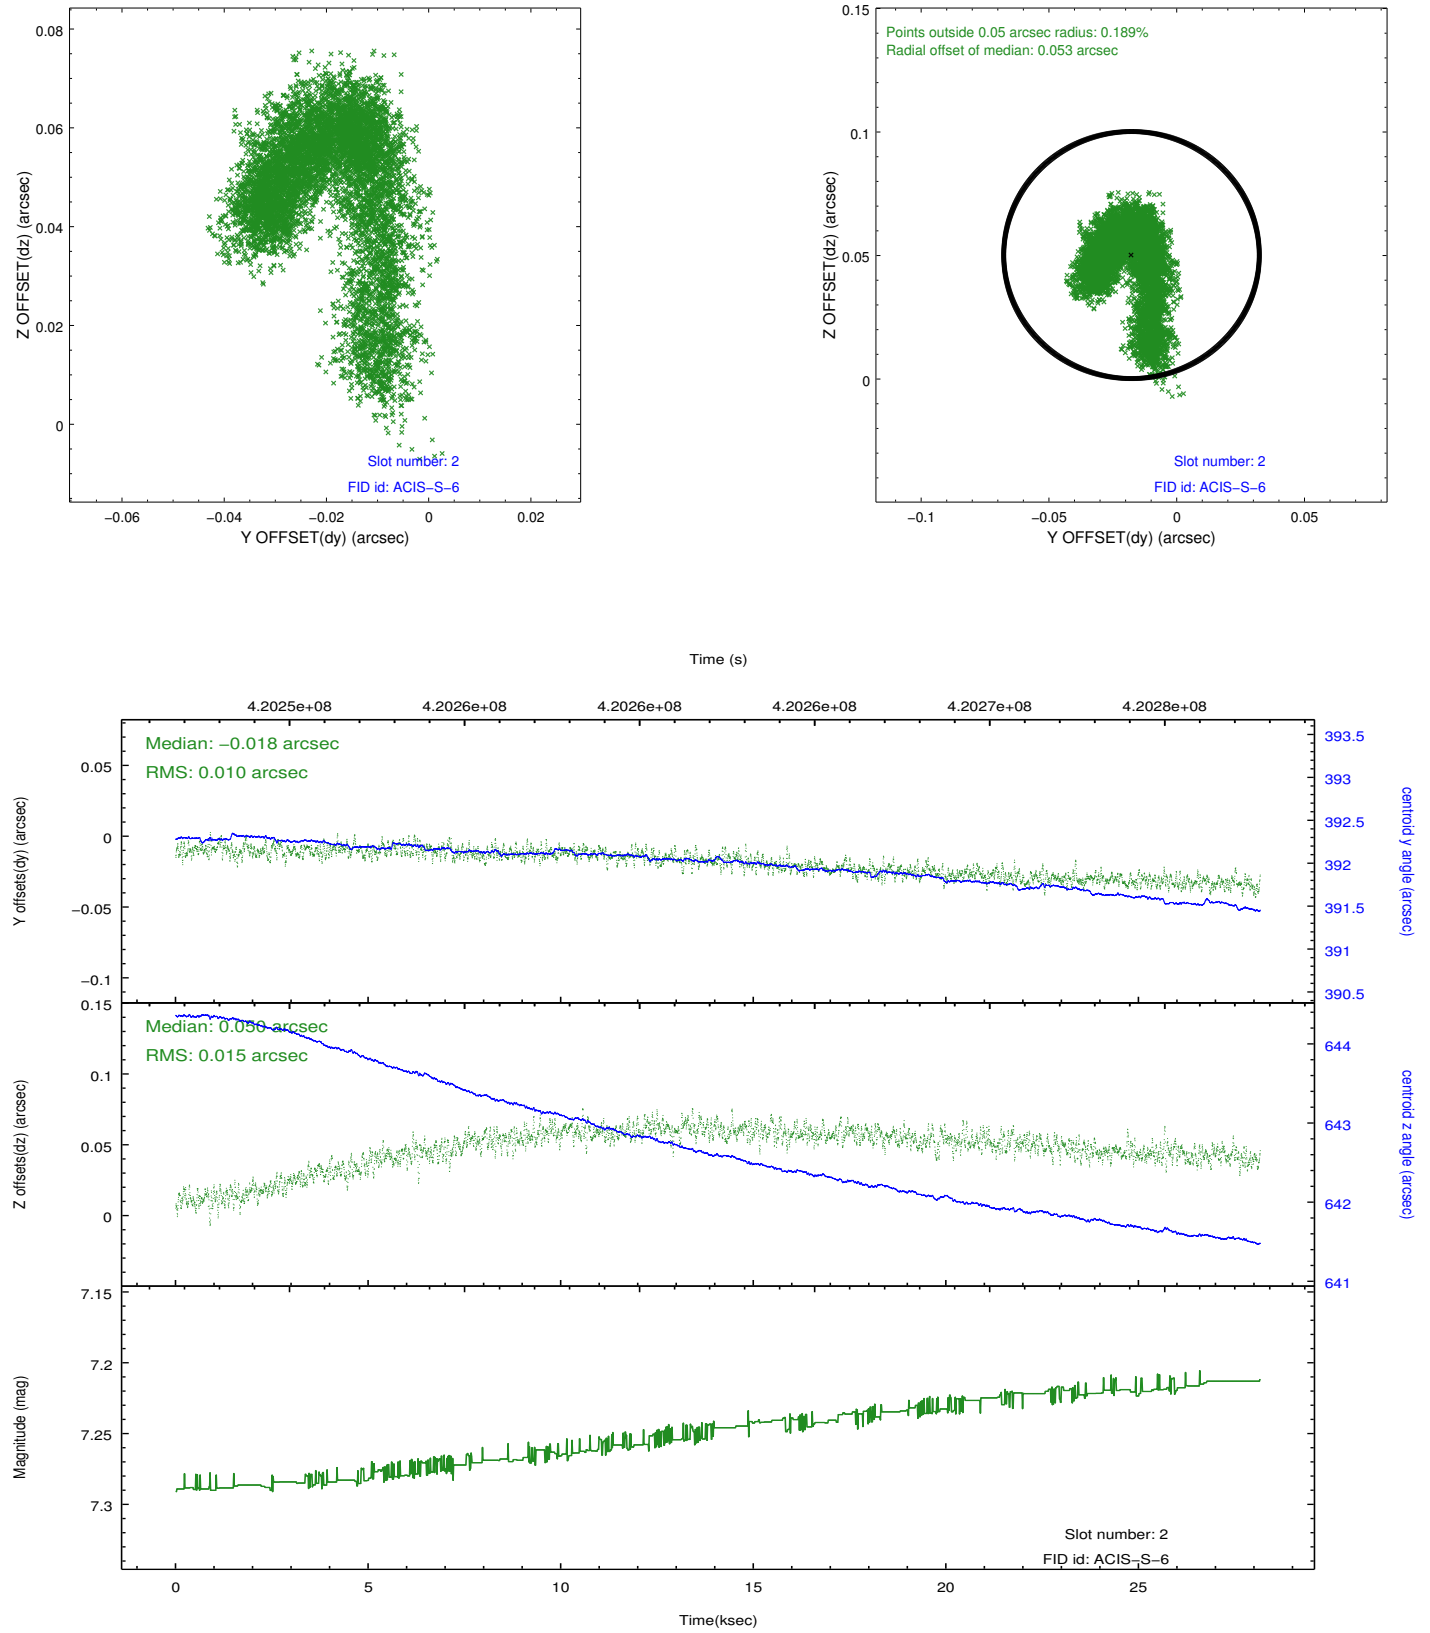 0.08
0.06
0.04
0.02
0
Z OFFSET(dz) (arcsec)
Slot number: 2
FID id: ACIS−S−6
−0.06 −0.04 −0.02 0 0.02
Y OFFSET(dy) (arcsec)
0.15
0.1
0.05
0
Z OFFSET(dz) (arcsec)
Points outside 0.05 arcsec radius: 0.189%
Radial offset of median: 0.053 arcsec
Slot number: 2
FID id: ACIS−S−6
−0.1 −0.05 0 0.05
Y OFFSET(dy) (arcsec)
Time (s)
4.2025e+08 4.2026e+08 4.2026e+08 4.2026e+08 4.2027e+08 4.2028e+08
Median: −0.018 arcsec
RMS: 0.010 arcsec
0.05
0
−0.05
−0.1
Y offsets(dy) (arcsec)
393.5
393
392.5
392
391.5
391
390.5
centroid y angle (arcsec)
Median: 0.050 arcsec
RMS: 0.015 arcsec
0.15
0.1
0.05
0
Z offsets(dz) (arcsec)
644
643
642
641
centroid z angle (arcsec)
7.15
7.2
7.25
7.3
Magnitude (mag)
Slot number: 2
FID id: ACIS−S−6
0 5 10 15 20 25
Time(ksec)